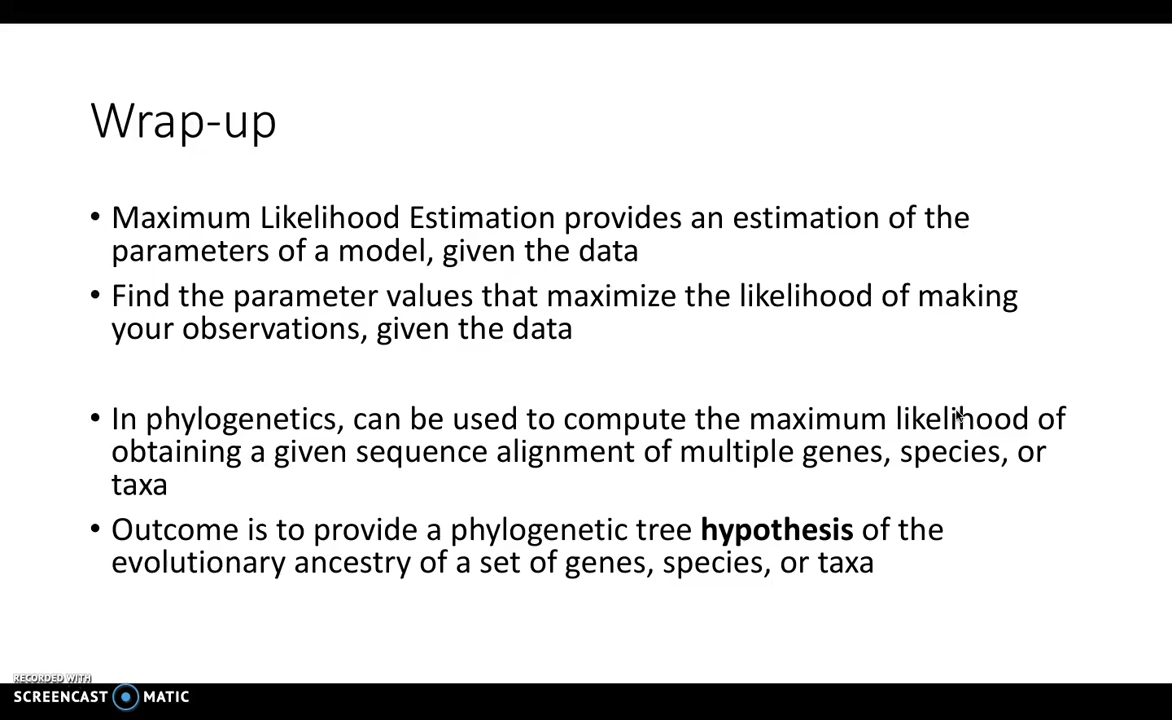 Wrap-up
• Maximum Likelihood Estimation provides an estimation of the
parameters of a model, given the data
• Find the parameter values that maximize the likelihood of making
your observations, given the data
• In phylogenetics, can be used to compute the maximum likelihood of
obtaining a given sequence alignment of multiple genes, species, or
taxa
• Outcome is to provide a phylogenetic tree hypothesis of the
evolutionary ancestry of a set of genes, species, or taxa
RECORDED WITH
SCREENCAST MATIC